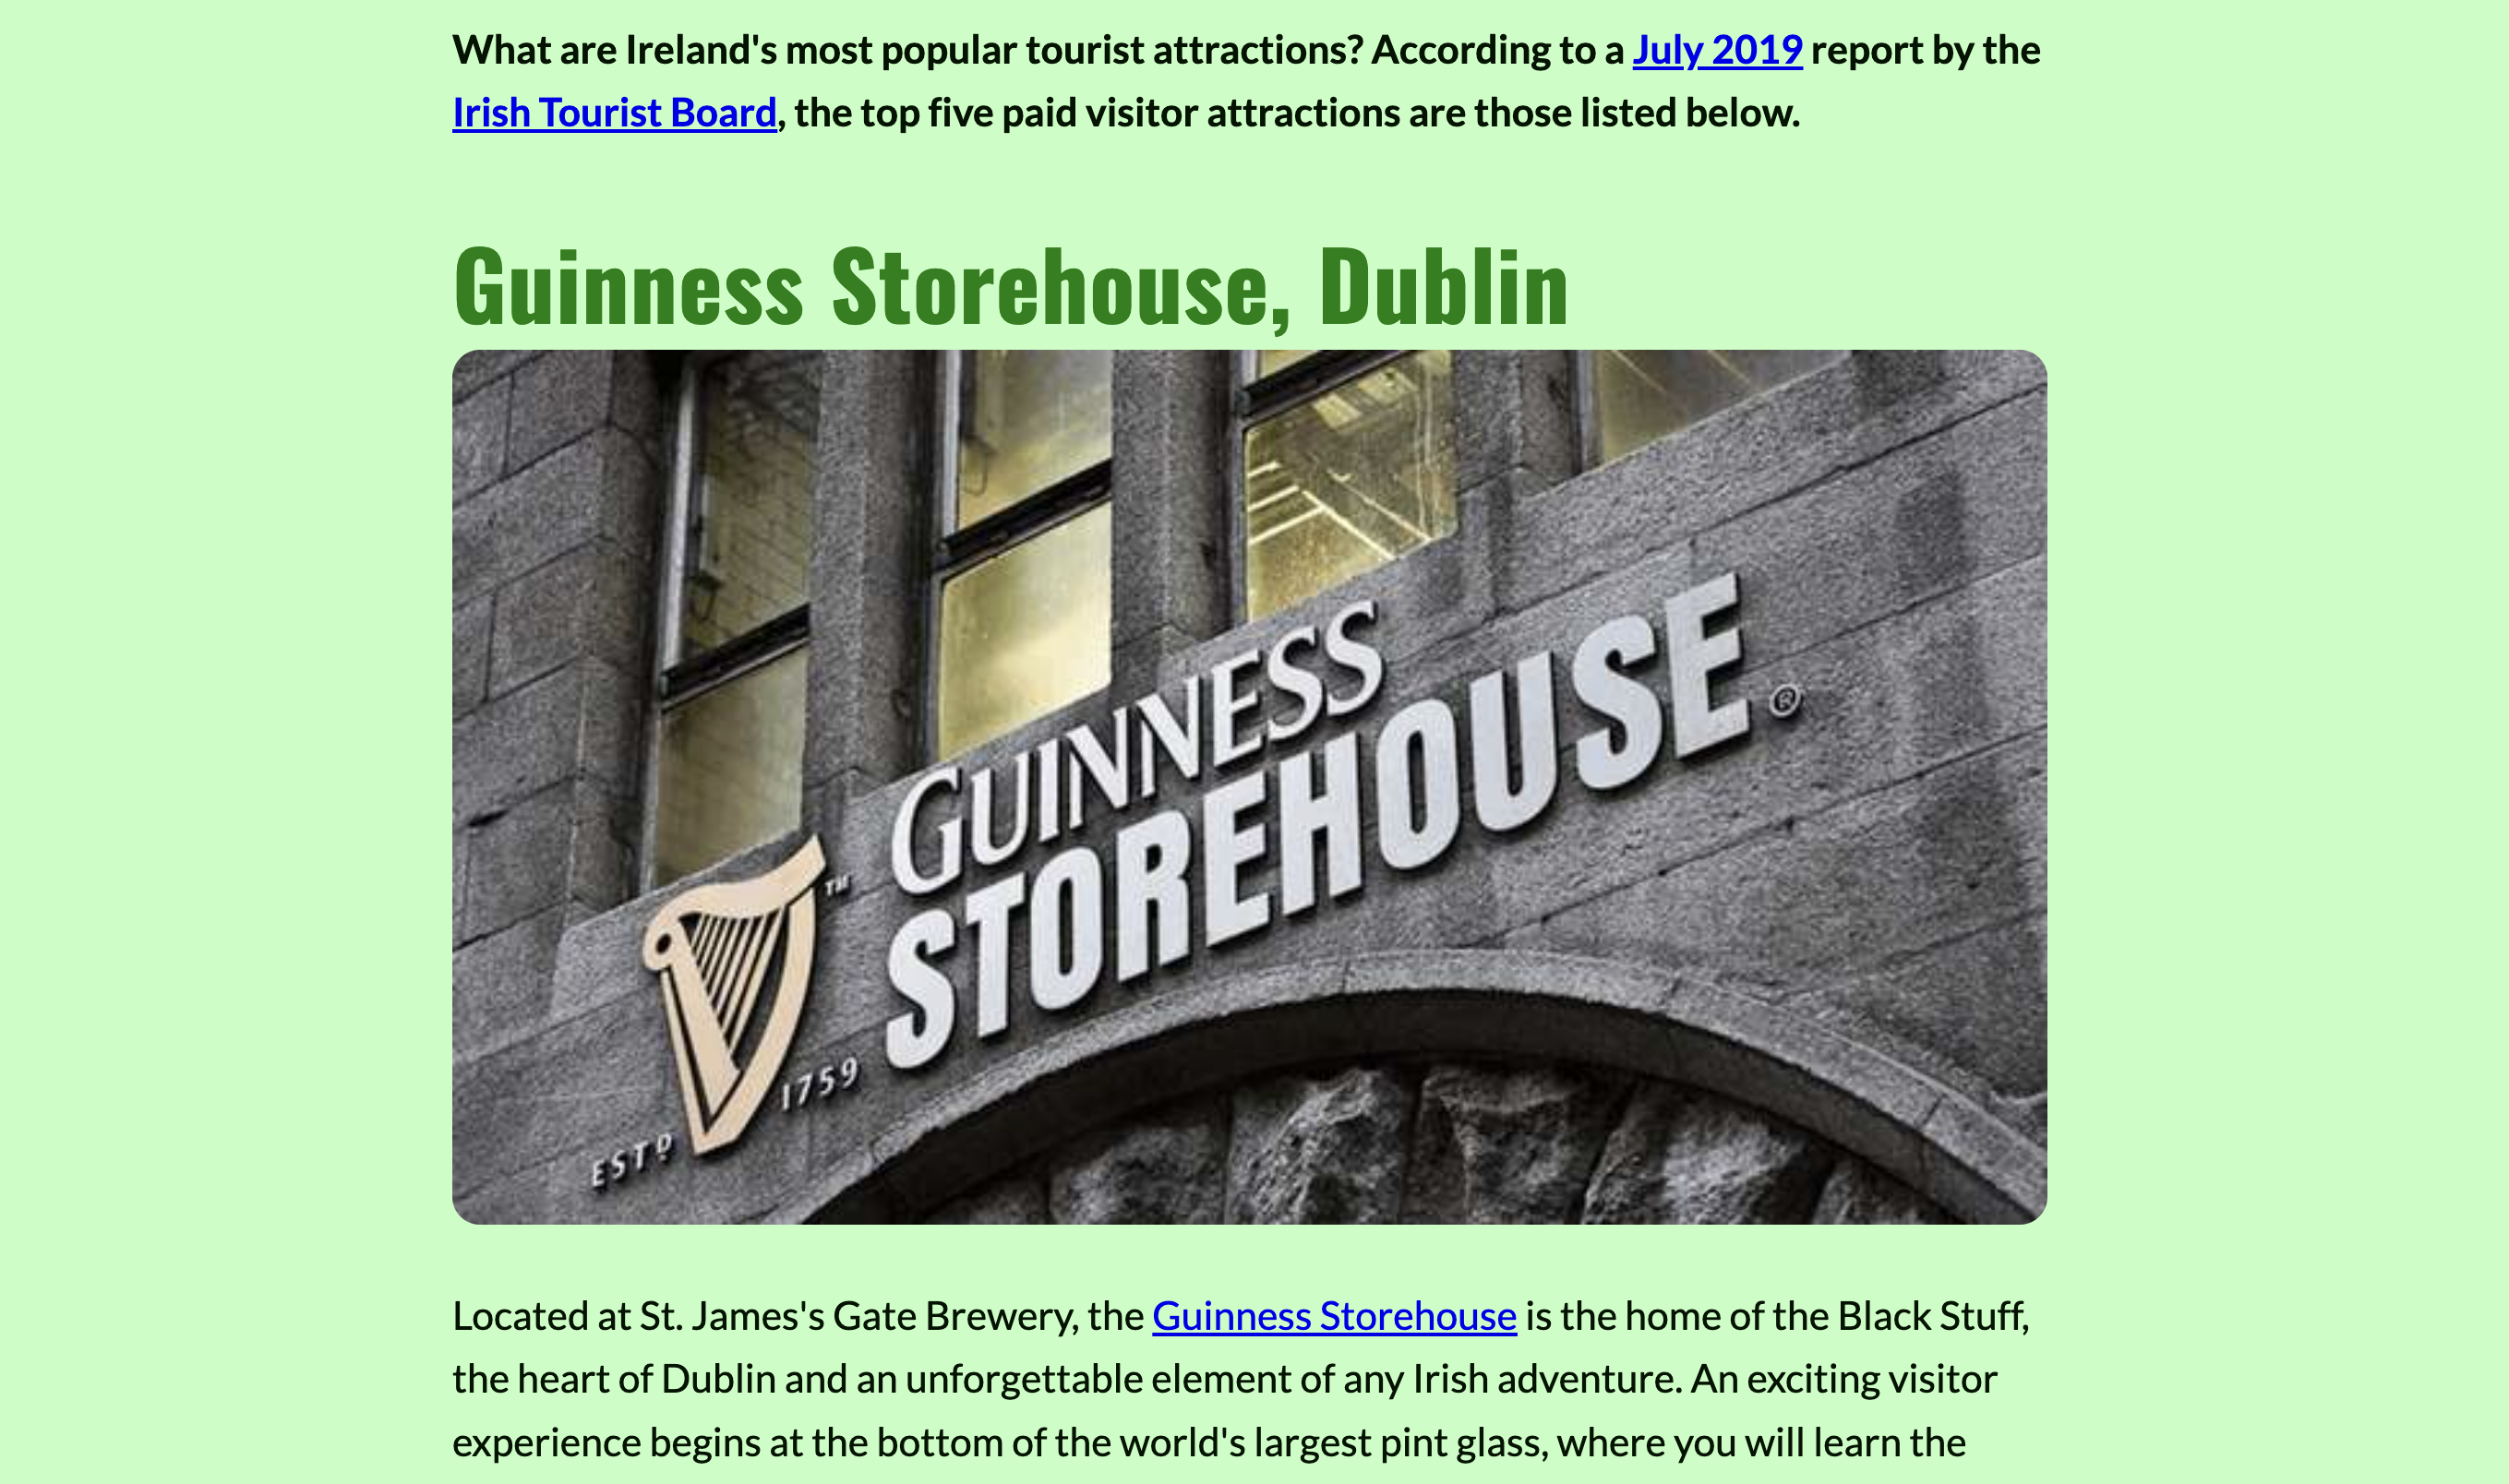 What are Ireland's most popular tourist attractions? According to a July 2019 report by the
Irish Tourist Board, the top five paid visitor attractions are those listed below.
Guinness Storehouse, Dublin
GUINNESS
STOREHOUSE ®
TM
ESTD 1759
Located at St. James's Gate Brewery, the Guinness Storehouse is the home of the Black Stuff,
the heart of Dublin and an unforgettable element of any Irish adventure. An exciting visitor
experience begins at the bottom of the world's largest pint glass, where you will learn the